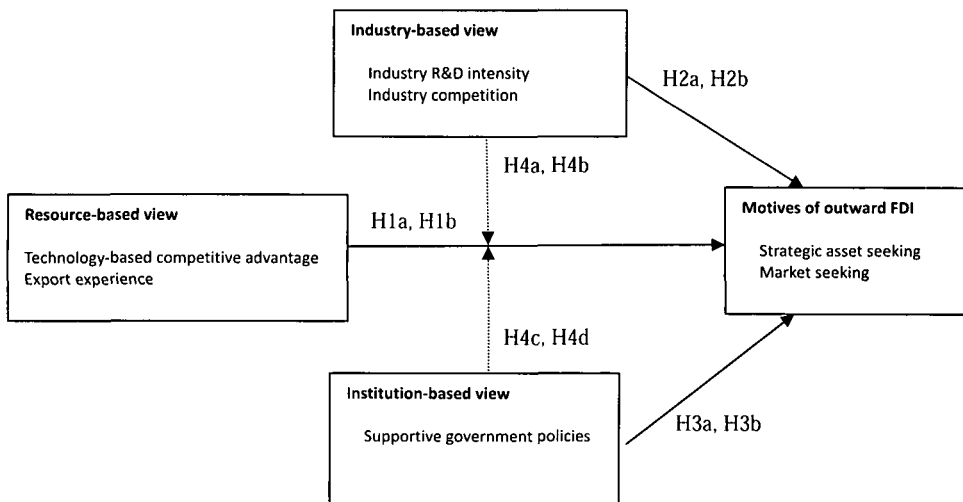 Industry-based view
Industry R&D intensity
Industry competition
H2a, H2b
H4a, H4b
Resource-based view
Technology-based competitive advantage
Export experience
H1a, H1b
Motives of outward FDI
Strategic asset seeking
Market seeking
H4c, H4d
Institution-based view
Supportive government policies
H3a, H3b